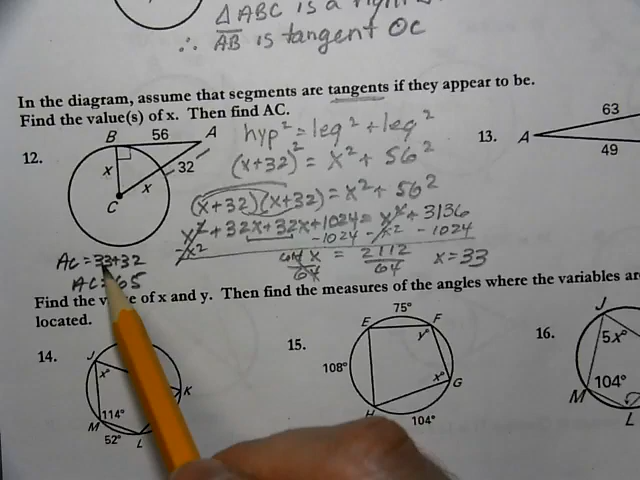 △ABC is a right
∴ AB is tangent ⊙C
In the diagram, assume that segments are tangents if they appear to be.
Find the value(s) of x. Then find AC.
12.
B 56 A
x
x
32
C
hyp² = leg² + leg²
(x+32)² = x² + 56²
(x+32)(x+32) = x² + 56²
x² + 32x + 32x + 1024 = x² + 3136
-x² -1024 -x² -1024
64x/64 = 2112/64 x = 33
AC = 33+32
AC = 65
13.
A
63
49
Find the value of x and y. Then find the measures of the angles where the variables are
located.
14.
J
x°
K
M
114°
52°
L
15.
75°
E F
y°
108°
x°
G
H
104°
16.
J
5x°
104°
M
L